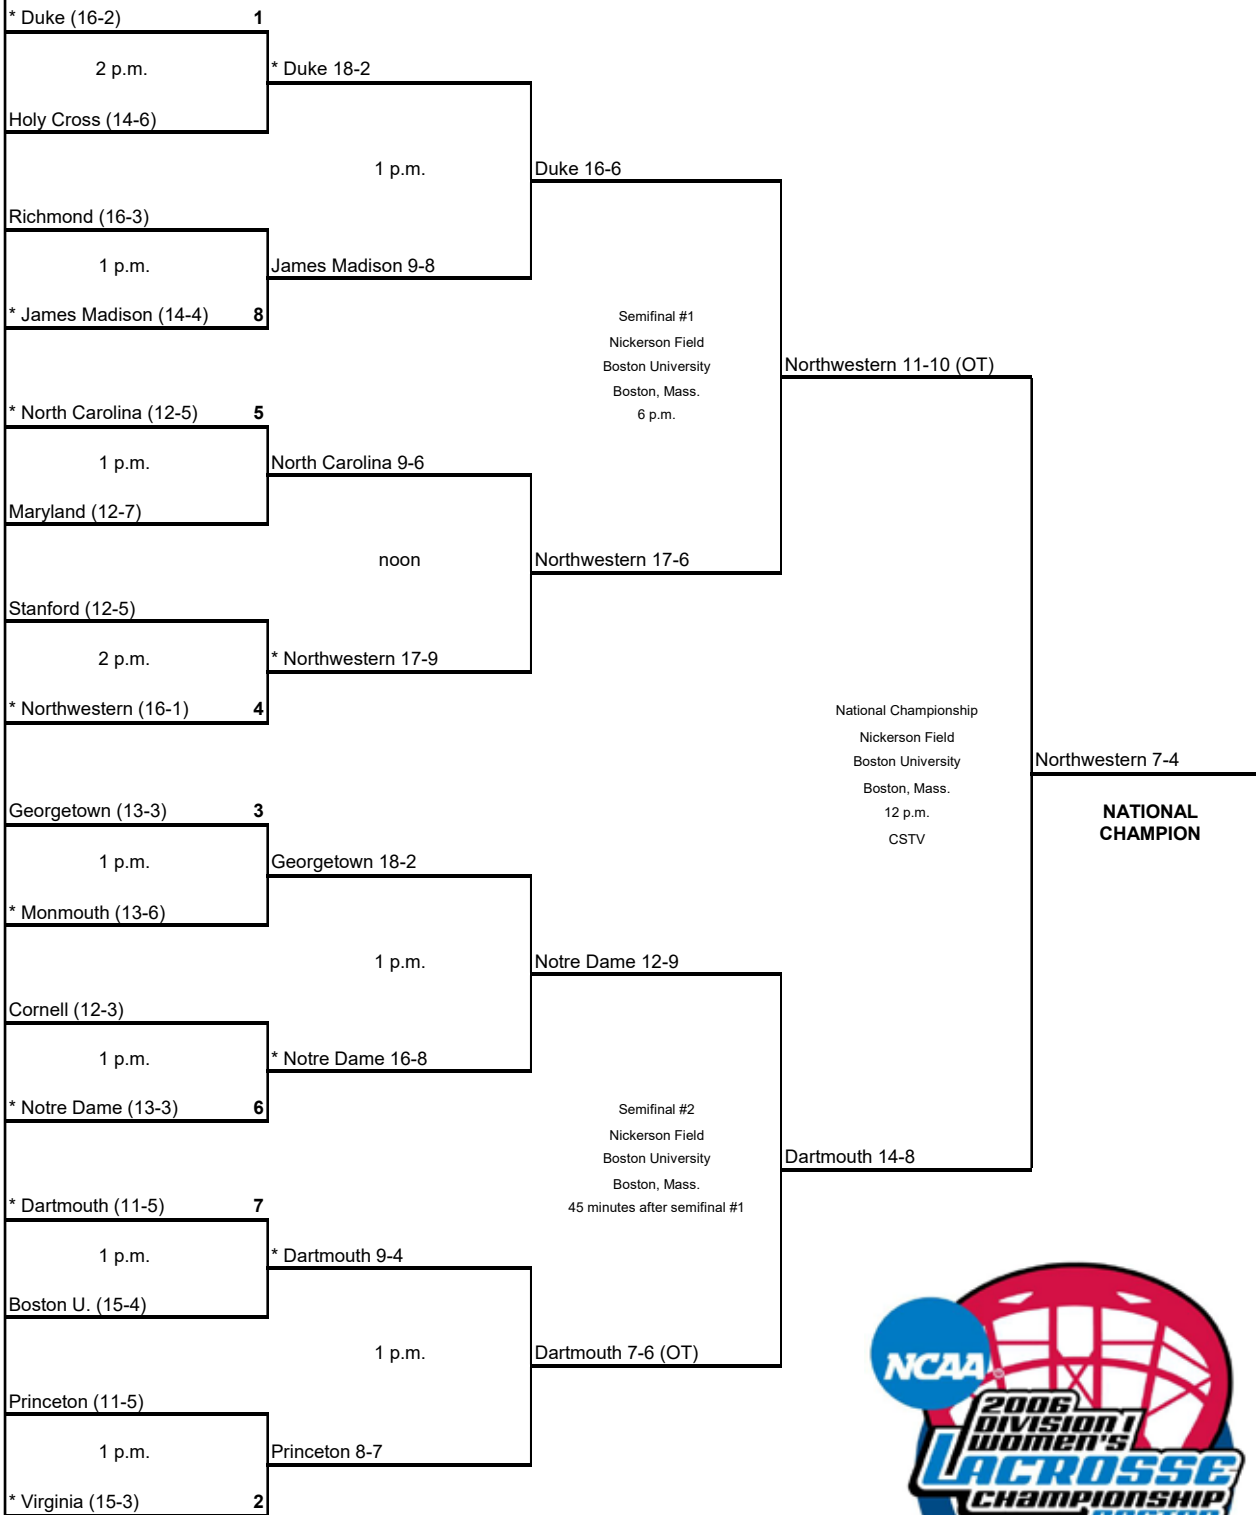 * Duke (16-2) 1
2 p.m.
* Duke 18-2
Holy Cross (14-6)
1 p.m.
Duke 16-6
Richmond (16-3)
1 p.m.
James Madison 9-8
* James Madison (14-4) 8
Semifinal #1
Nickerson Field
Boston University
Boston, Mass.
6 p.m.
Northwestern 11-10 (OT)
* North Carolina (12-5) 5
1 p.m.
North Carolina 9-6
Maryland (12-7)
noon
Northwestern 17-6
Stanford (12-5)
2 p.m.
* Northwestern 17-9
* Northwestern (16-1) 4
National Championship
Nickerson Field
Boston University
Boston, Mass.
12 p.m.
CSTV
Northwestern 7-4
NATIONAL
CHAMPION
Georgetown (13-3) 3
1 p.m.
Georgetown 18-2
* Monmouth (13-6)
1 p.m.
Notre Dame 12-9
Cornell (12-3)
1 p.m.
* Notre Dame 16-8
* Notre Dame (13-3) 6
Semifinal #2
Nickerson Field
Boston University
Boston, Mass.
45 minutes after semifinal #1
Dartmouth 14-8
* Dartmouth (11-5) 7
1 p.m.
* Dartmouth 9-4
Boston U. (15-4)
1 p.m.
Dartmouth 7-6 (OT)
Princeton (11-5)
1 p.m.
Princeton 8-7
* Virginia (15-3) 2
NCAA
2006
DIVISION I
WOMEN'S
LACROSSE
CHAMPIONSHIP